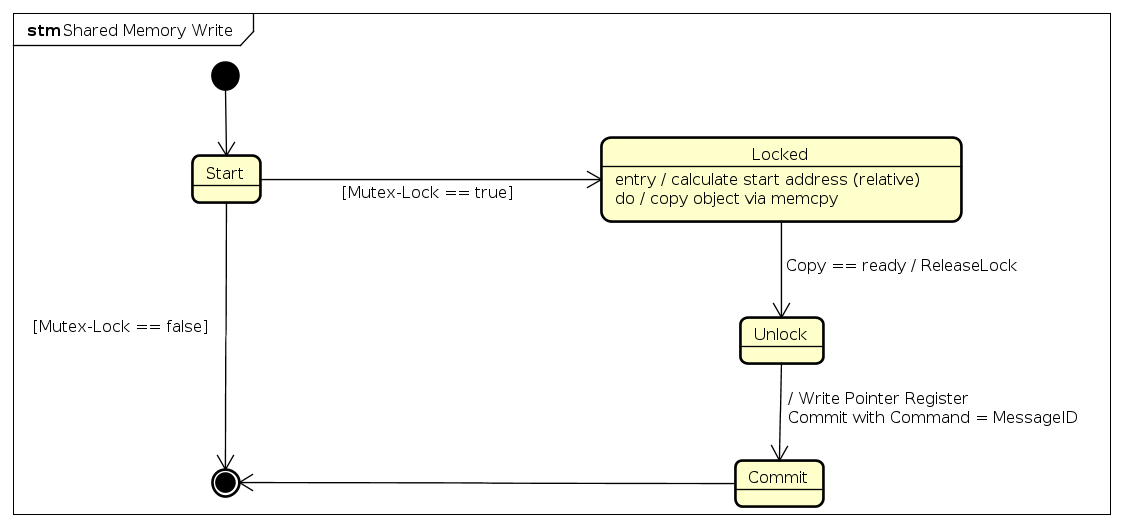 stm Shared Memory Write
Start
Locked
entry / calculate start address (relative)
do / copy object via memcpy
[Mutex-Lock == true]
Copy == ready / ReleaseLock
[Mutex-Lock == false]
Unlock
/ Write Pointer Register
Commit with Command = MessageID
Commit